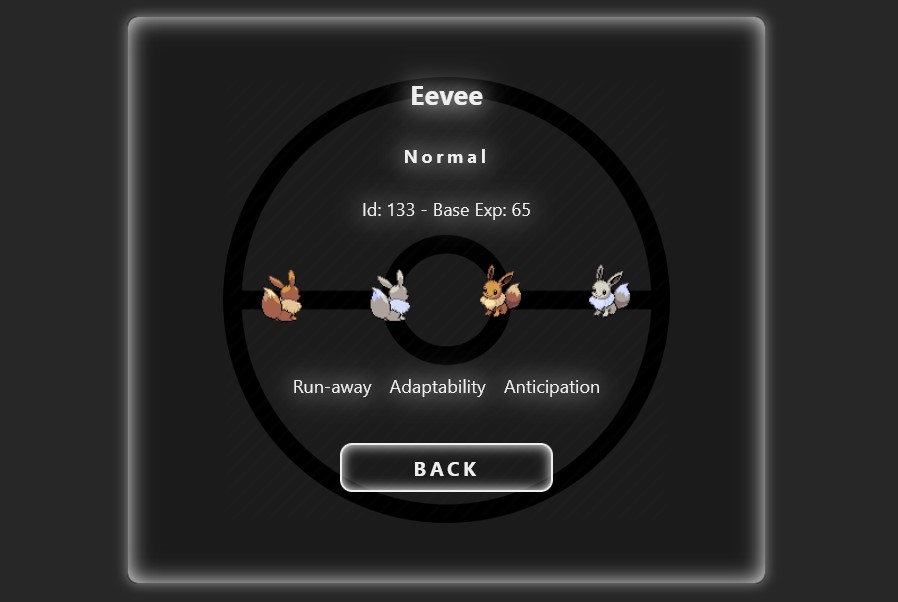 Eevee
Normal
Id: 133 - Base Exp: 65
Run-away Adaptability Anticipation
BACK